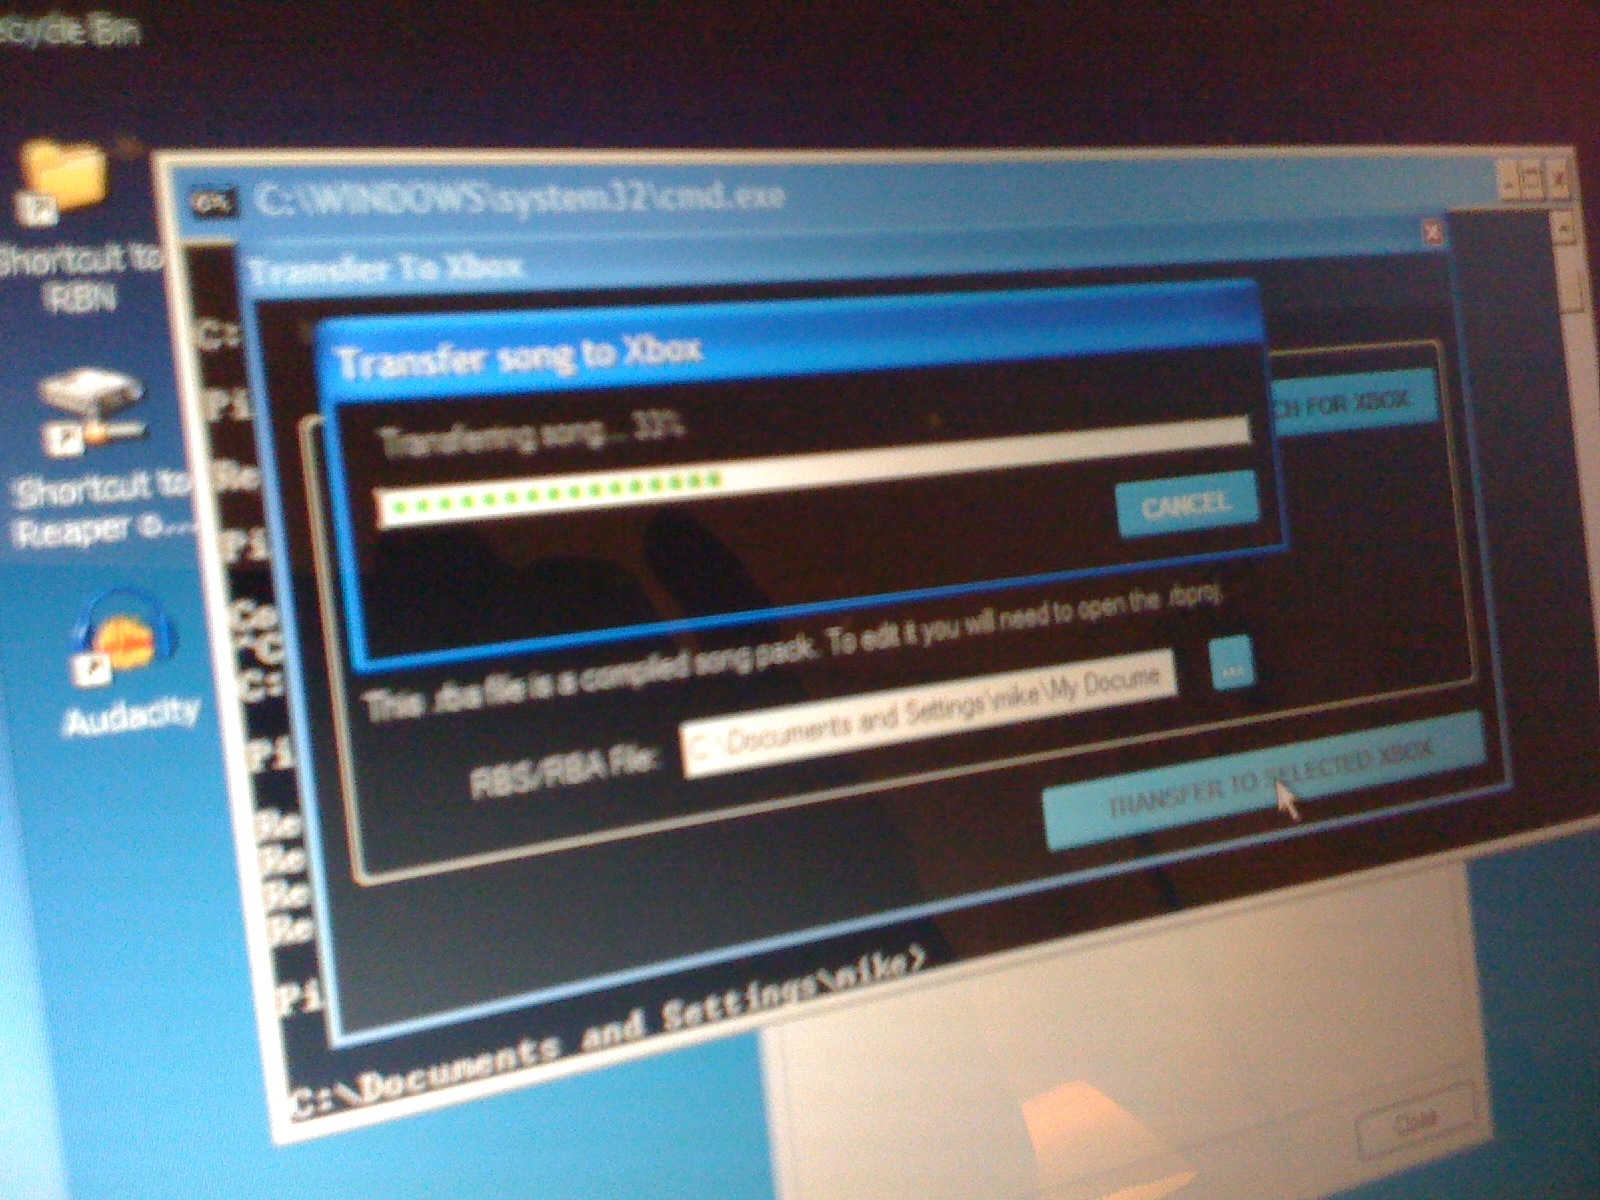 ecycle Bin
Shortcut to
RBN
Shortcut to
Reaper o...
Audacity
C:\WINDOWS\system32\cmd.exe
Transfer To Xbox
Transfer song to Xbox
Transferring song... 33%
CANCEL
CH FOR XBOX
This .rba file is a compiled song pack. To edit it you will need to open the .rbproj.
RBS/RBA File:
C:\Documents and Settings\mike\My Docume
...
TRANSFER TO SELECTED XBOX
C:
Pi
Re
Pi
Co
^C
C:
Pi
Re
Re
Re
Re
Pi
C:\Documents and Settings\mike>
Close